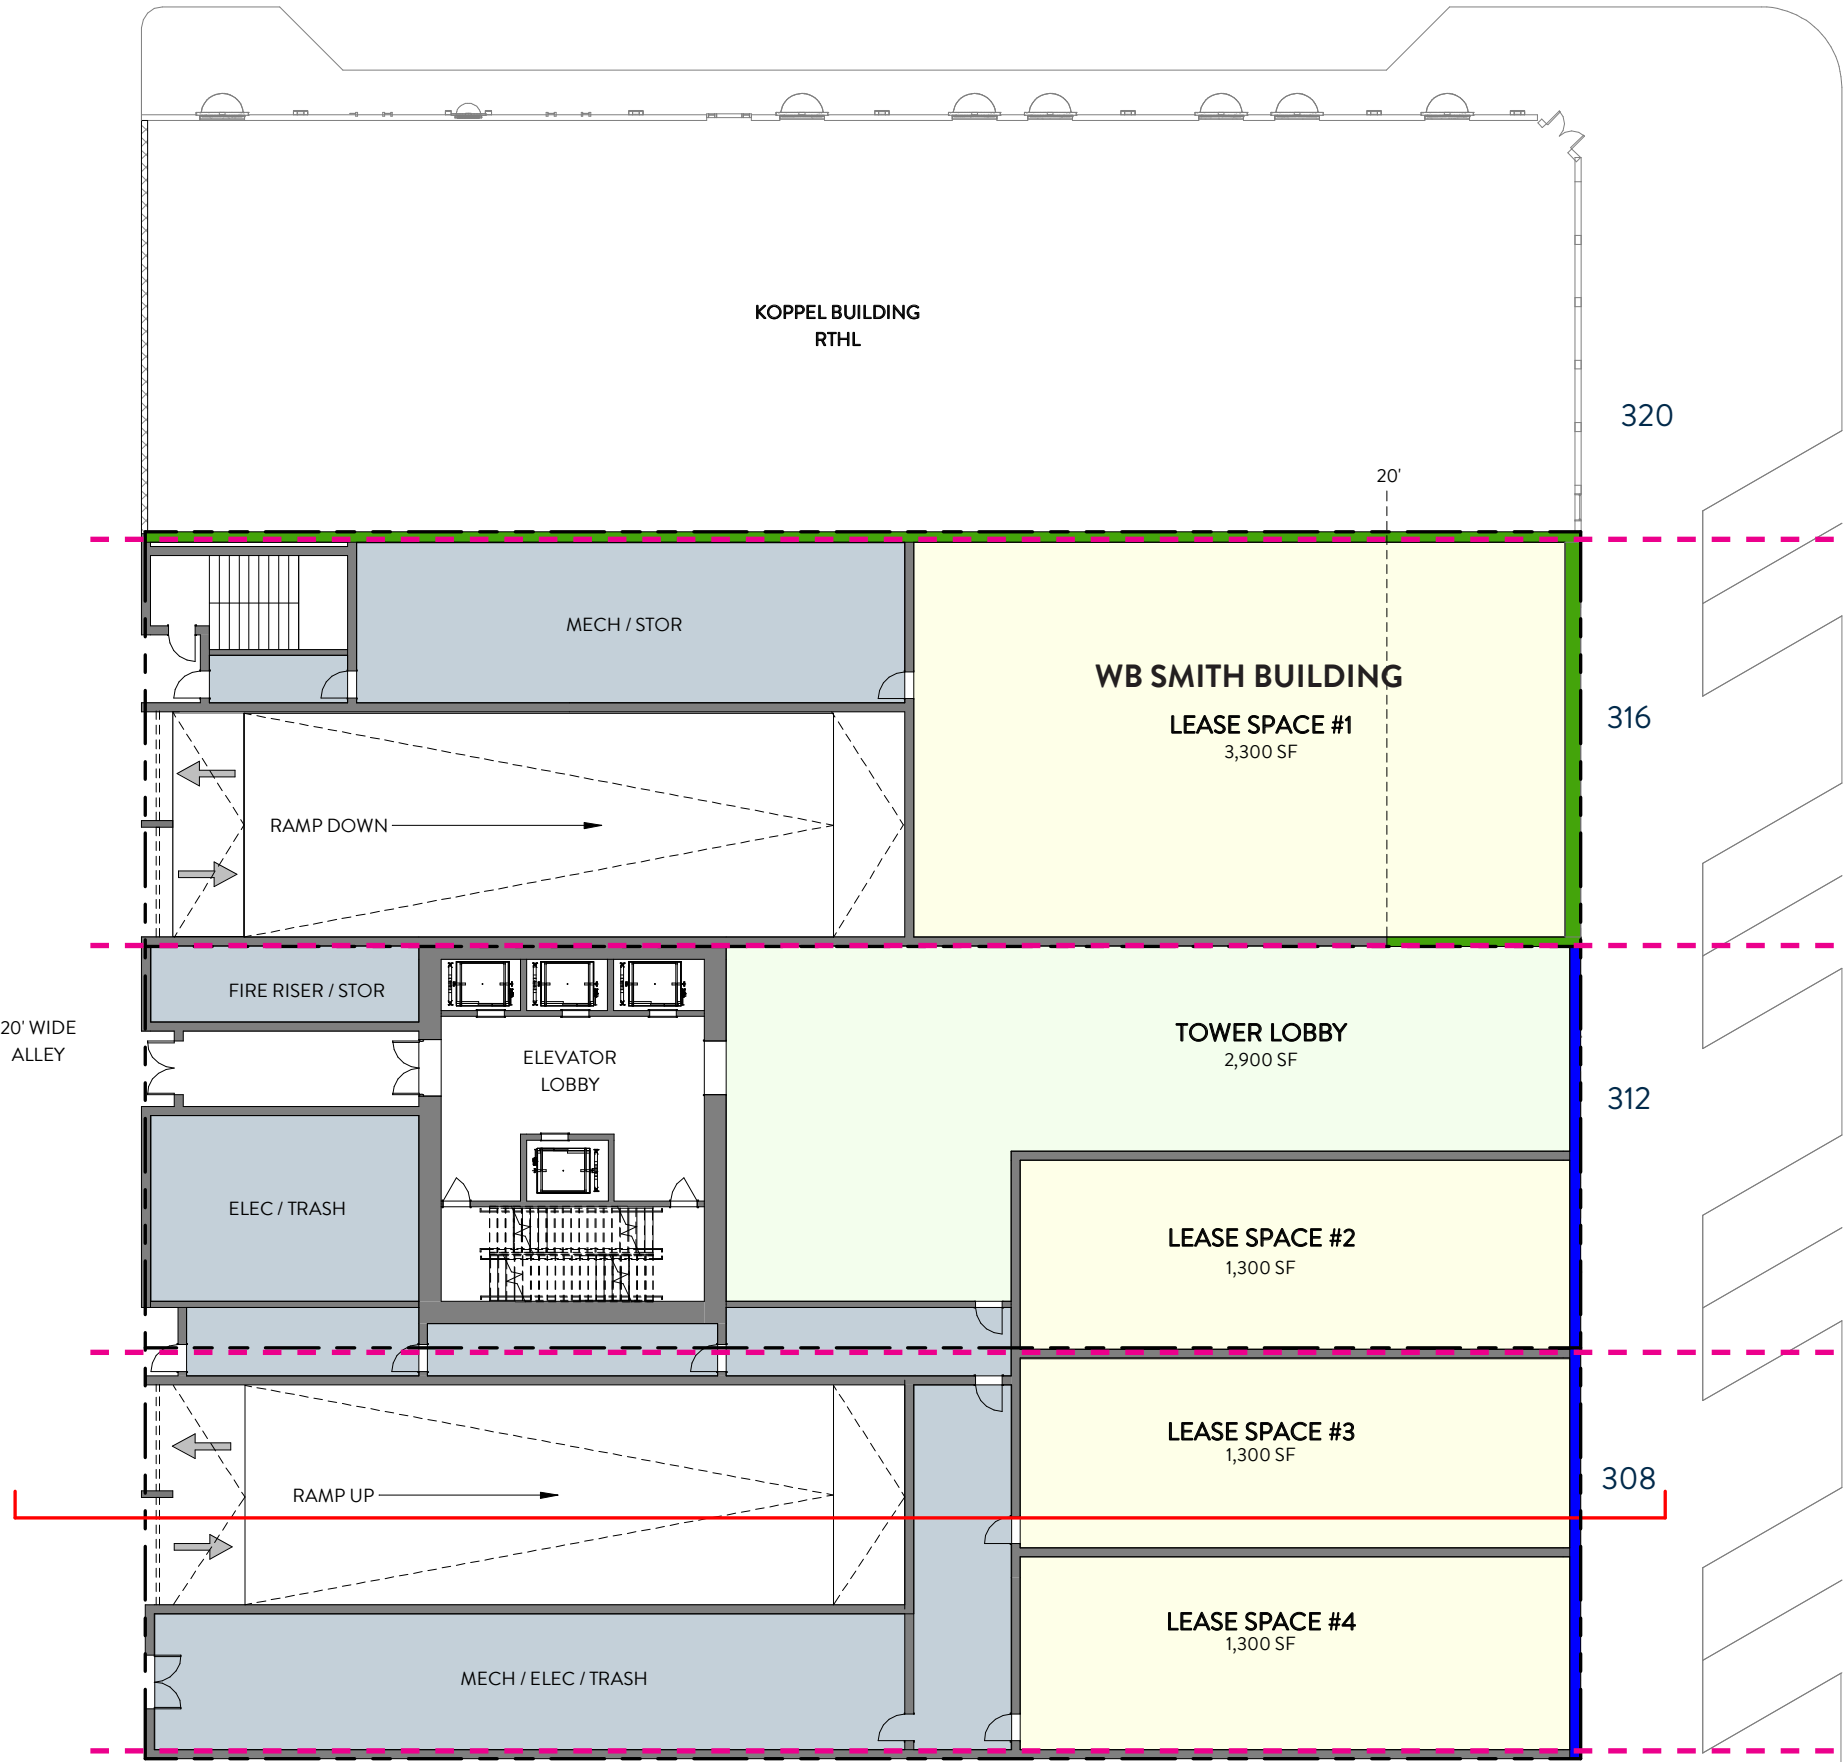 KOPPEL BUILDING
RTHL
320
20'
MECH / STOR
WB SMITH BUILDING
LEASE SPACE #1
3,300 SF
316
RAMP DOWN
FIRE RISER / STOR
20' WIDE
ALLEY
ELEVATOR
LOBBY
TOWER LOBBY
2,900 SF
312
ELEC / TRASH
LEASE SPACE #2
1,300 SF
LEASE SPACE #3
1,300 SF
308
RAMP UP
LEASE SPACE #4
1,300 SF
MECH / ELEC / TRASH